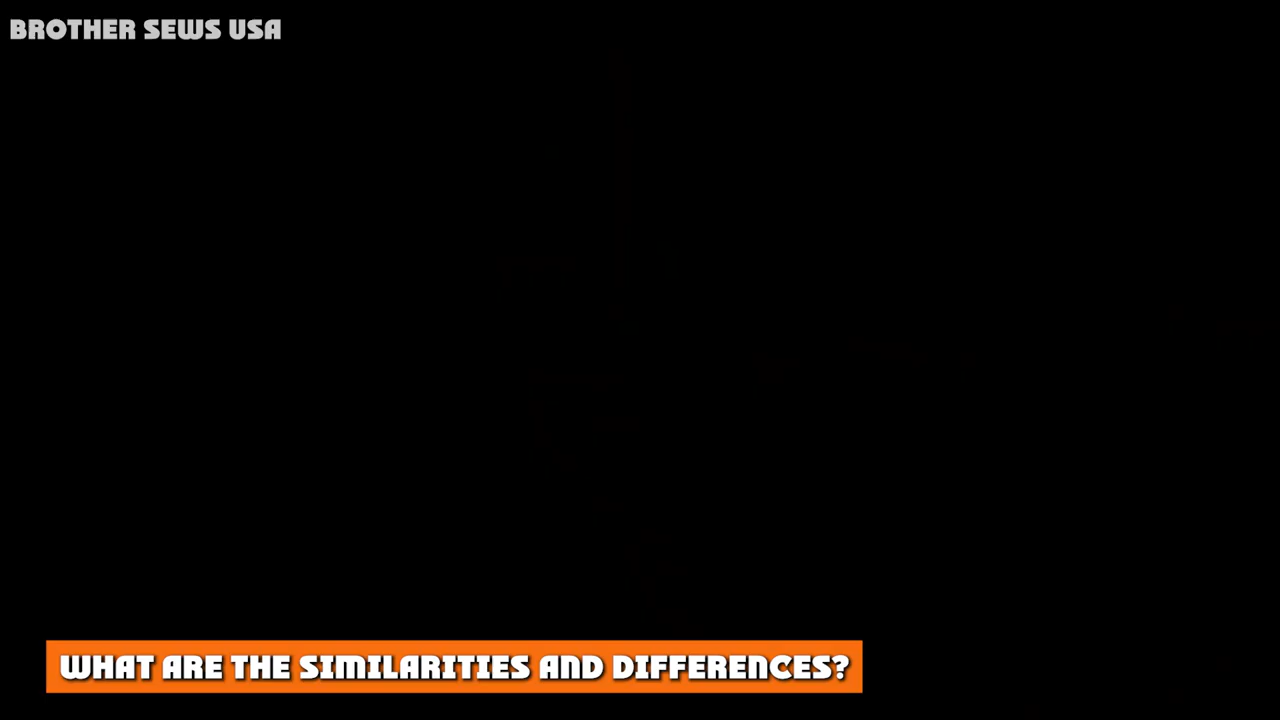 BROTHER SEWS USA
WHAT ARE THE SIMILARITIES AND DIFFERENCES?